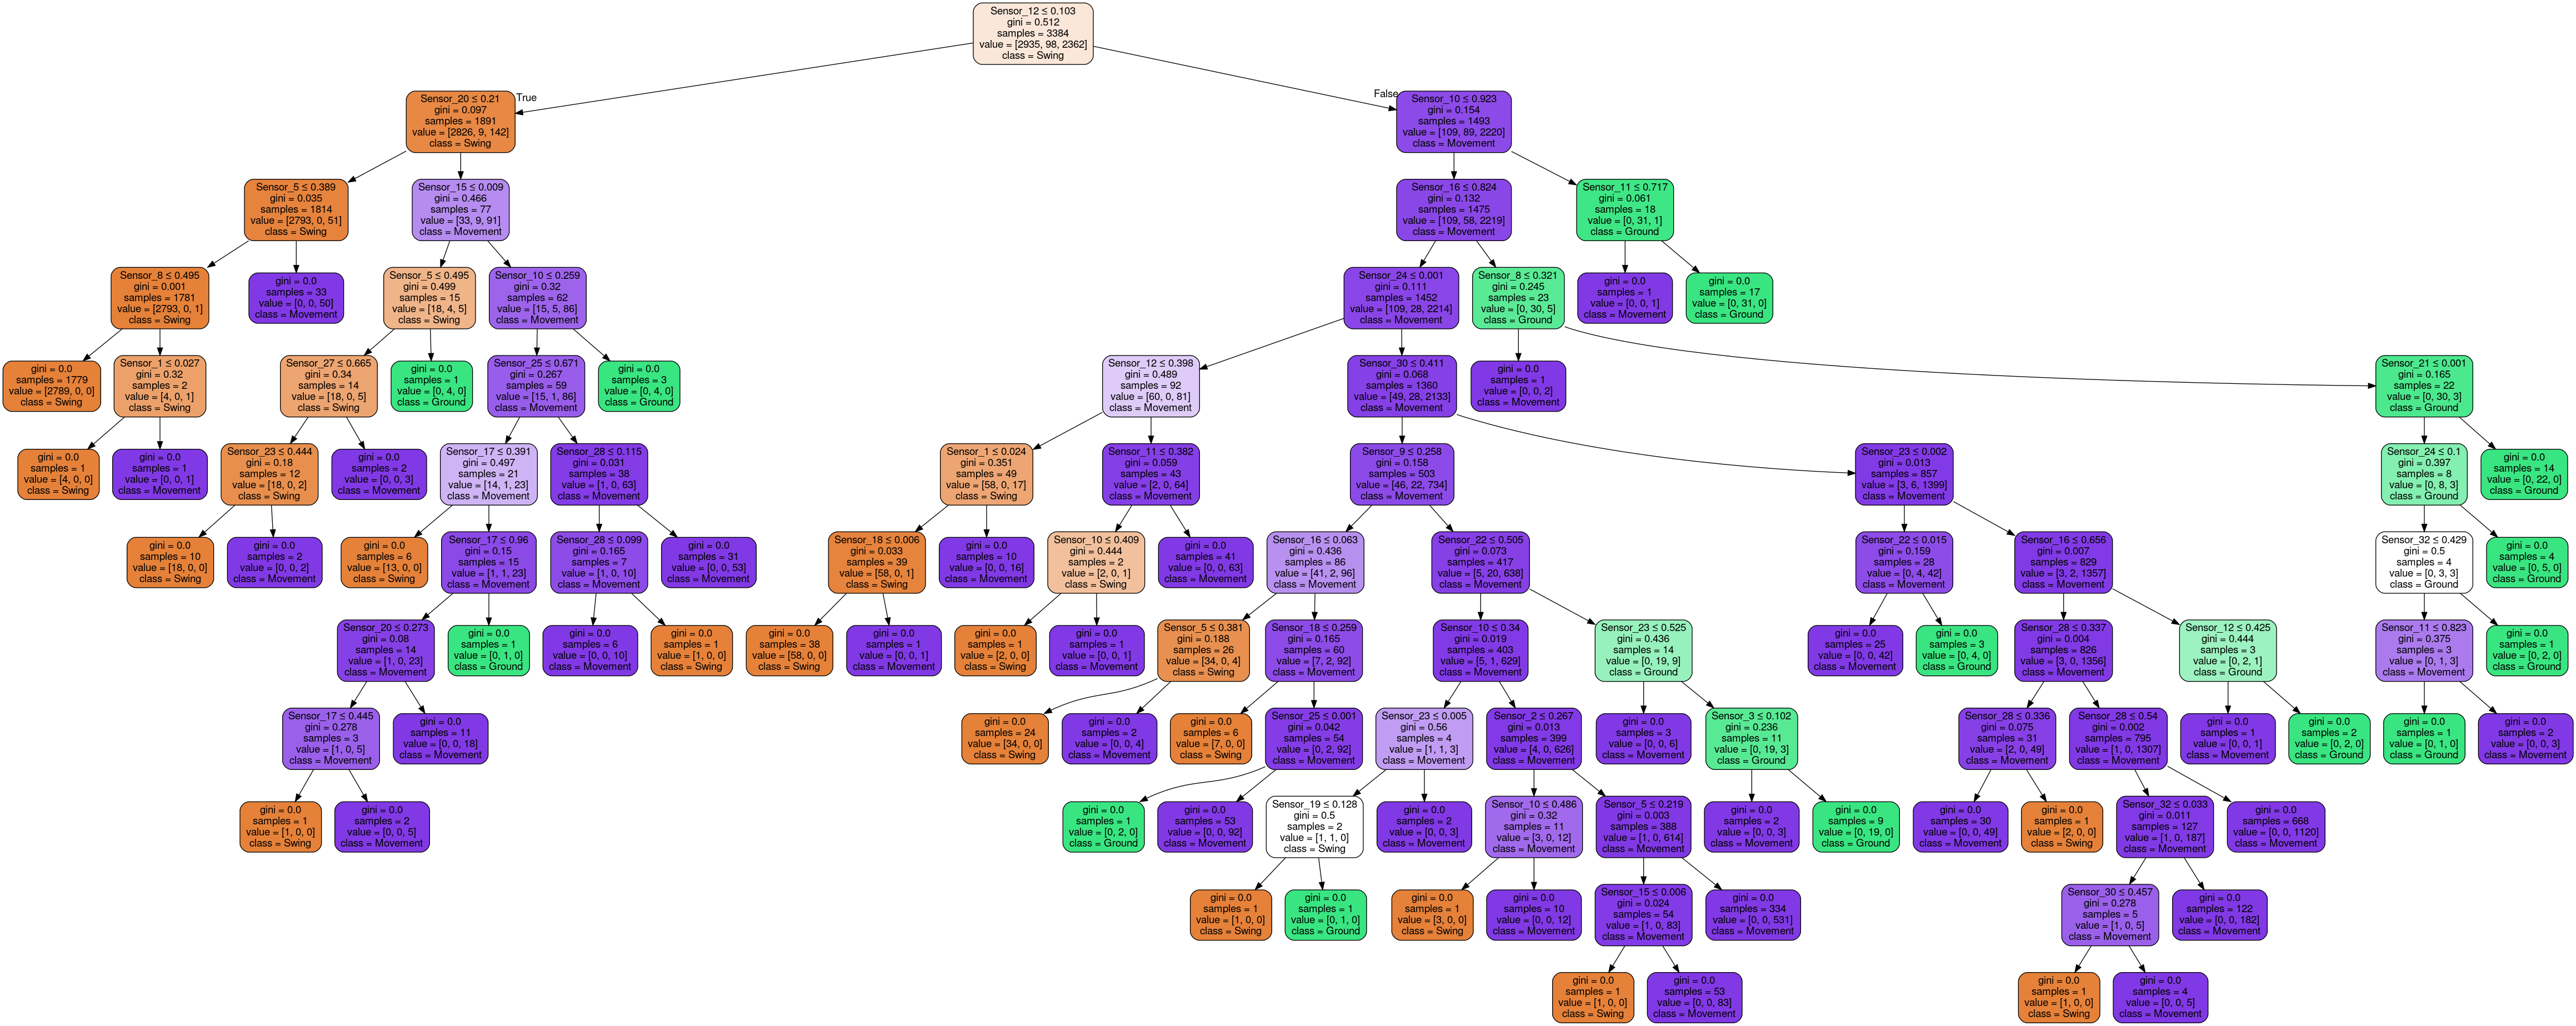 Sensor_12 ≤ 0.103
gini = 0.512
samples = 3384
value = [2935, 98, 2362]
class = Swing
True
False
Sensor_20 ≤ 0.21
gini = 0.097
samples = 1891
value = [2826, 9, 142]
class = Swing
Sensor_10 ≤ 0.923
gini = 0.154
samples = 1493
value = [109, 89, 2220]
class = Movement
Sensor_5 ≤ 0.389
gini = 0.035
samples = 1814
value = [2793, 0, 51]
class = Swing
Sensor_15 ≤ 0.009
gini = 0.466
samples = 77
value = [33, 9, 91]
class = Movement
Sensor_16 ≤ 0.824
gini = 0.132
samples = 1475
value = [109, 58, 2219]
class = Movement
Sensor_11 ≤ 0.717
gini = 0.061
samples = 18
value = [0, 31, 1]
class = Ground
Sensor_8 ≤ 0.495
gini = 0.001
samples = 1781
value = [2793, 0, 1]
class = Swing
gini = 0.0
samples = 33
value = [0, 0, 50]
class = Movement
Sensor_5 ≤ 0.495
gini = 0.499
samples = 15
value = [18, 4, 5]
class = Swing
Sensor_10 ≤ 0.259
gini = 0.32
samples = 62
value = [15, 5, 86]
class = Movement
Sensor_24 ≤ 0.001
gini = 0.111
samples = 1452
value = [109, 28, 2214]
class = Movement
Sensor_8 ≤ 0.321
gini = 0.245
samples = 23
value = [0, 30, 5]
class = Ground
gini = 0.0
samples = 1
value = [0, 0, 1]
class = Movement
gini = 0.0
samples = 17
value = [0, 31, 0]
class = Ground
gini = 0.0
samples = 1779
value = [2789, 0, 0]
class = Swing
Sensor_1 ≤ 0.027
gini = 0.32
samples = 2
value = [4, 0, 1]
class = Swing
Sensor_27 ≤ 0.665
gini = 0.34
samples = 14
value = [18, 0, 5]
class = Swing
gini = 0.0
samples = 1
value = [0, 4, 0]
class = Ground
Sensor_25 ≤ 0.671
gini = 0.267
samples = 59
value = [15, 1, 86]
class = Movement
gini = 0.0
samples = 3
value = [0, 4, 0]
class = Ground
Sensor_12 ≤ 0.398
gini = 0.489
samples = 92
value = [60, 0, 81]
class = Movement
Sensor_30 ≤ 0.411
gini = 0.068
samples = 1360
value = [49, 28, 2133]
class = Movement
gini = 0.0
samples = 1
value = [0, 0, 2]
class = Movement
Sensor_21 ≤ 0.001
gini = 0.165
samples = 22
value = [0, 30, 3]
class = Ground
gini = 0.0
samples = 1
value = [4, 0, 0]
class = Swing
gini = 0.0
samples = 1
value = [0, 0, 1]
class = Movement
Sensor_23 ≤ 0.444
gini = 0.18
samples = 12
value = [18, 0, 2]
class = Swing
gini = 0.0
samples = 2
value = [0, 0, 3]
class = Movement
Sensor_17 ≤ 0.391
gini = 0.497
samples = 21
value = [14, 1, 23]
class = Movement
Sensor_28 ≤ 0.115
gini = 0.031
samples = 38
value = [1, 0, 63]
class = Movement
Sensor_1 ≤ 0.024
gini = 0.351
samples = 49
value = [58, 0, 17]
class = Swing
Sensor_11 ≤ 0.382
gini = 0.059
samples = 43
value = [2, 0, 64]
class = Movement
Sensor_9 ≤ 0.258
gini = 0.158
samples = 503
value = [46, 22, 734]
class = Movement
Sensor_23 ≤ 0.002
gini = 0.013
samples = 857
value = [3, 6, 1399]
class = Movement
Sensor_24 ≤ 0.1
gini = 0.397
samples = 8
value = [0, 8, 3]
class = Ground
gini = 0.0
samples = 14
value = [0, 22, 0]
class = Ground
gini = 0.0
samples = 10
value = [18, 0, 0]
class = Swing
gini = 0.0
samples = 2
value = [0, 0, 2]
class = Movement
gini = 0.0
samples = 6
value = [13, 0, 0]
class = Swing
Sensor_17 ≤ 0.96
gini = 0.15
samples = 15
value = [1, 1, 23]
class = Movement
Sensor_28 ≤ 0.099
gini = 0.165
samples = 7
value = [1, 0, 10]
class = Movement
gini = 0.0
samples = 31
value = [0, 0, 53]
class = Movement
Sensor_18 ≤ 0.006
gini = 0.033
samples = 39
value = [58, 0, 1]
class = Swing
gini = 0.0
samples = 10
value = [0, 0, 16]
class = Movement
Sensor_10 ≤ 0.409
gini = 0.444
samples = 2
value = [2, 0, 1]
class = Swing
gini = 0.0
samples = 41
value = [0, 0, 63]
class = Movement
Sensor_16 ≤ 0.063
gini = 0.436
samples = 86
value = [41, 2, 96]
class = Movement
Sensor_22 ≤ 0.505
gini = 0.073
samples = 417
value = [5, 20, 638]
class = Movement
Sensor_22 ≤ 0.015
gini = 0.159
samples = 28
value = [0, 4, 42]
class = Movement
Sensor_16 ≤ 0.656
gini = 0.007
samples = 829
value = [3, 2, 1357]
class = Movement
Sensor_32 ≤ 0.429
gini = 0.5
samples = 4
value = [0, 3, 3]
class = Ground
gini = 0.0
samples = 4
value = [0, 5, 0]
class = Ground
Sensor_20 ≤ 0.273
gini = 0.08
samples = 14
value = [1, 0, 23]
class = Movement
gini = 0.0
samples = 1
value = [0, 1, 0]
class = Ground
gini = 0.0
samples = 6
value = [0, 0, 10]
class = Movement
gini = 0.0
samples = 1
value = [1, 0, 0]
class = Swing
gini = 0.0
samples = 38
value = [58, 0, 0]
class = Swing
gini = 0.0
samples = 1
value = [0, 0, 1]
class = Movement
gini = 0.0
samples = 1
value = [2, 0, 0]
class = Swing
gini = 0.0
samples = 1
value = [0, 0, 1]
class = Movement
Sensor_5 ≤ 0.381
gini = 0.188
samples = 26
value = [34, 0, 4]
class = Swing
Sensor_18 ≤ 0.259
gini = 0.165
samples = 60
value = [7, 2, 92]
class = Movement
Sensor_10 ≤ 0.34
gini = 0.019
samples = 403
value = [5, 1, 629]
class = Movement
Sensor_23 ≤ 0.525
gini = 0.436
samples = 14
value = [0, 19, 9]
class = Ground
gini = 0.0
samples = 25
value = [0, 0, 42]
class = Movement
gini = 0.0
samples = 3
value = [0, 4, 0]
class = Ground
Sensor_28 ≤ 0.337
gini = 0.004
samples = 826
value = [3, 0, 1356]
class = Movement
Sensor_12 ≤ 0.425
gini = 0.444
samples = 3
value = [0, 2, 1]
class = Ground
Sensor_11 ≤ 0.823
gini = 0.375
samples = 3
value = [0, 1, 3]
class = Movement
gini = 0.0
samples = 1
value = [0, 2, 0]
class = Ground
Sensor_17 ≤ 0.445
gini = 0.278
samples = 3
value = [1, 0, 5]
class = Movement
gini = 0.0
samples = 11
value = [0, 0, 18]
class = Movement
gini = 0.0
samples = 24
value = [34, 0, 0]
class = Swing
gini = 0.0
samples = 2
value = [0, 0, 4]
class = Movement
gini = 0.0
samples = 6
value = [7, 0, 0]
class = Swing
Sensor_25 ≤ 0.001
gini = 0.042
samples = 54
value = [0, 2, 92]
class = Movement
Sensor_23 ≤ 0.005
gini = 0.56
samples = 4
value = [1, 1, 3]
class = Movement
Sensor_2 ≤ 0.267
gini = 0.013
samples = 399
value = [4, 0, 626]
class = Movement
gini = 0.0
samples = 3
value = [0, 0, 6]
class = Movement
Sensor_3 ≤ 0.102
gini = 0.236
samples = 11
value = [0, 19, 3]
class = Ground
Sensor_28 ≤ 0.336
gini = 0.075
samples = 31
value = [2, 0, 49]
class = Movement
Sensor_28 ≤ 0.54
gini = 0.002
samples = 795
value = [1, 0, 1307]
class = Movement
gini = 0.0
samples = 1
value = [0, 0, 1]
class = Movement
gini = 0.0
samples = 2
value = [0, 2, 0]
class = Ground
gini = 0.0
samples = 1
value = [0, 1, 0]
class = Ground
gini = 0.0
samples = 2
value = [0, 0, 3]
class = Movement
gini = 0.0
samples = 1
value = [1, 0, 0]
class = Swing
gini = 0.0
samples = 2
value = [0, 0, 5]
class = Movement
gini = 0.0
samples = 1
value = [0, 2, 0]
class = Ground
gini = 0.0
samples = 53
value = [0, 0, 92]
class = Movement
Sensor_19 ≤ 0.128
gini = 0.5
samples = 2
value = [1, 1, 0]
class = Swing
gini = 0.0
samples = 2
value = [0, 0, 3]
class = Movement
Sensor_10 ≤ 0.486
gini = 0.32
samples = 11
value = [3, 0, 12]
class = Movement
Sensor_5 ≤ 0.219
gini = 0.003
samples = 388
value = [1, 0, 614]
class = Movement
gini = 0.0
samples = 2
value = [0, 0, 3]
class = Movement
gini = 0.0
samples = 9
value = [0, 19, 0]
class = Ground
gini = 0.0
samples = 30
value = [0, 0, 49]
class = Movement
gini = 0.0
samples = 1
value = [2, 0, 0]
class = Swing
Sensor_32 ≤ 0.033
gini = 0.011
samples = 127
value = [1, 0, 187]
class = Movement
gini = 0.0
samples = 668
value = [0, 0, 1120]
class = Movement
gini = 0.0
samples = 1
value = [1, 0, 0]
class = Swing
gini = 0.0
samples = 1
value = [0, 1, 0]
class = Ground
gini = 0.0
samples = 1
value = [3, 0, 0]
class = Swing
gini = 0.0
samples = 10
value = [0, 0, 12]
class = Movement
Sensor_15 ≤ 0.006
gini = 0.024
samples = 54
value = [1, 0, 83]
class = Movement
gini = 0.0
samples = 334
value = [0, 0, 531]
class = Movement
Sensor_30 ≤ 0.457
gini = 0.278
samples = 5
value = [1, 0, 5]
class = Movement
gini = 0.0
samples = 122
value = [0, 0, 182]
class = Movement
gini = 0.0
samples = 1
value = [1, 0, 0]
class = Swing
gini = 0.0
samples = 53
value = [0, 0, 83]
class = Movement
gini = 0.0
samples = 1
value = [1, 0, 0]
class = Swing
gini = 0.0
samples = 4
value = [0, 0, 5]
class = Movement